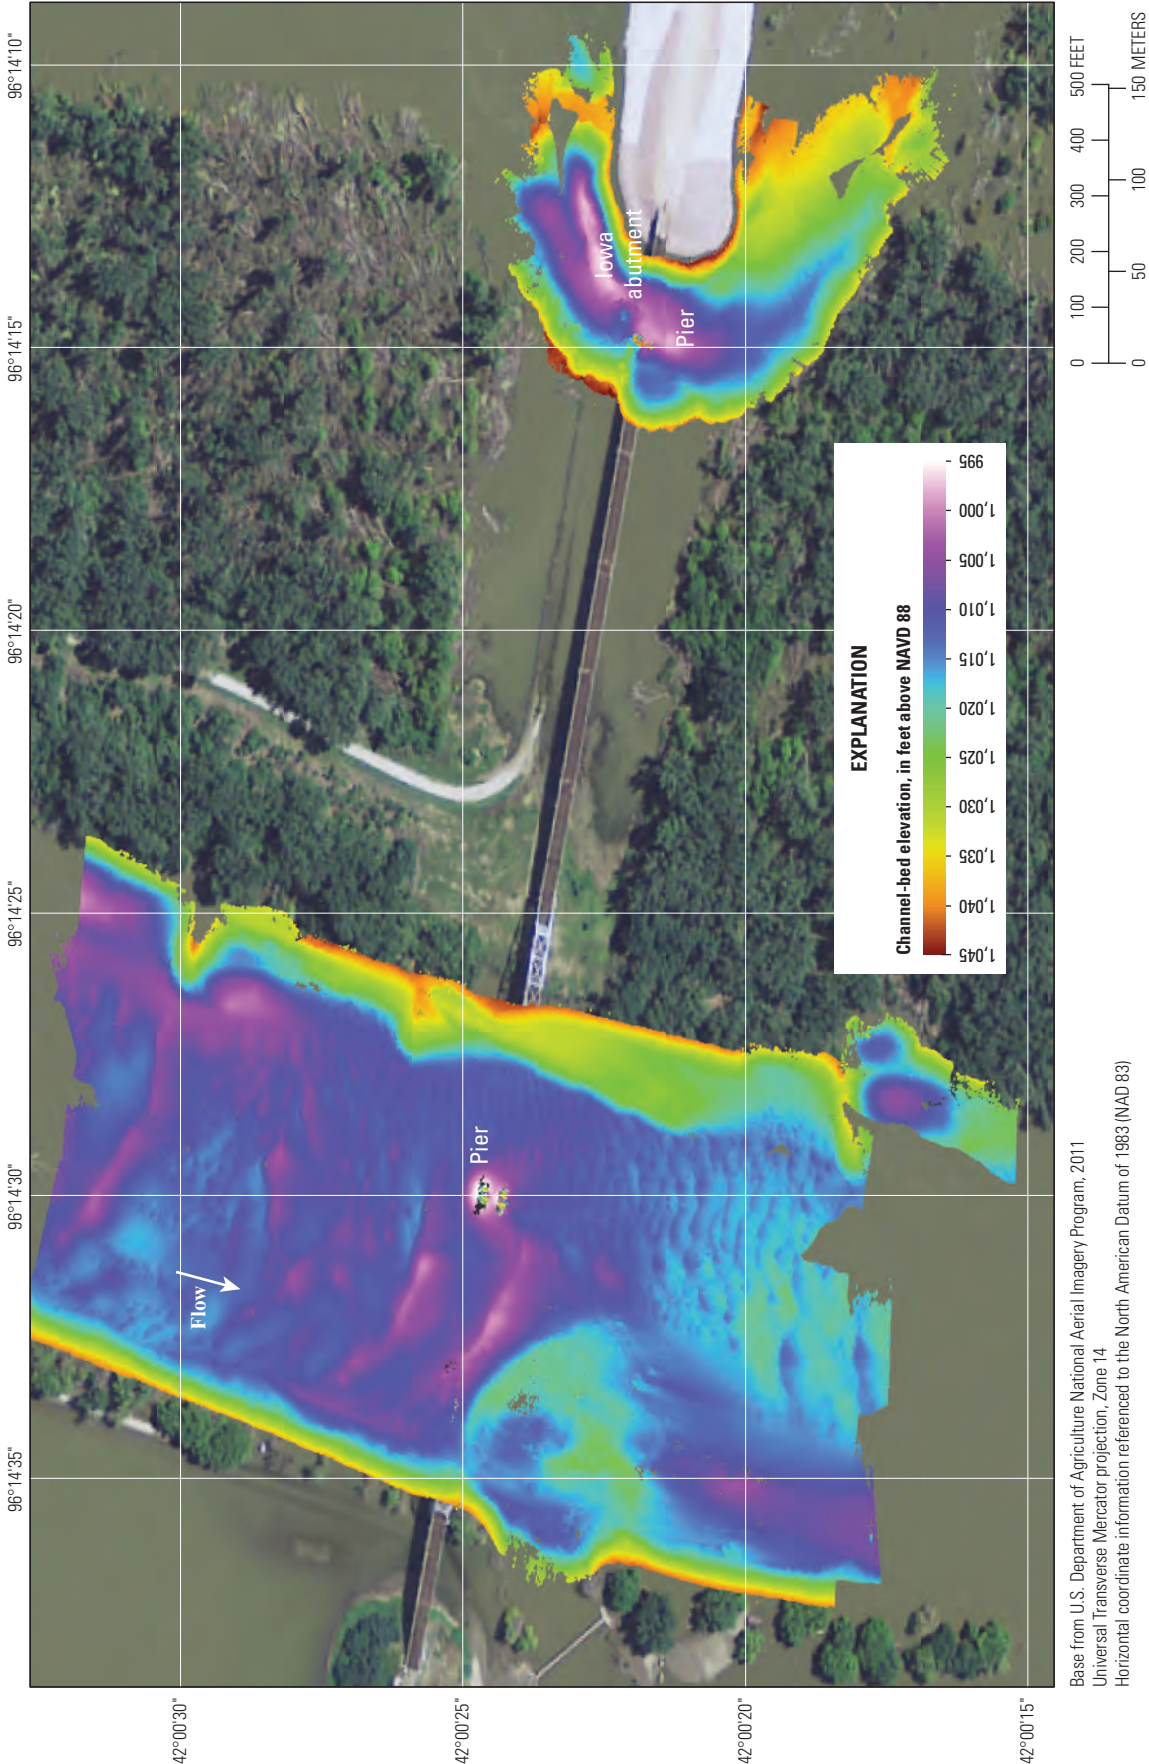 96°14'35"
96°14'30"
96°14'25"
96°14'20"
96°14'15"
96°14'10"
42°00'30"
42°00'25"
42°00'20"
42°00'15"
Flow
Pier
Iowa
abutment
Pier
EXPLANATION
Channel-bed elevation, in feet above NAVD 88
1,045
1,040
1,035
1,030
1,025
1,020
1,015
1,010
1,005
1,000
995
Base from U.S. Department of Agriculture National Aerial Imagery Program, 2011
Universal Transverse Mercator projection, Zone 14
Horizontal coordinate information referenced to the North American Datum of 1983 (NAD 83)
0 100 200 300 400 500 FEET
0 50 100 150 METERS